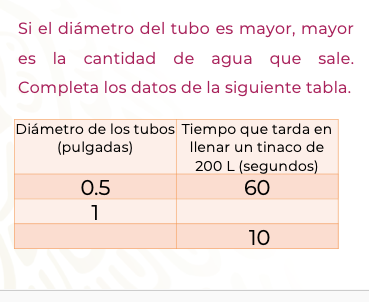 Si el diámetro del tubo es mayor, mayor
es la cantidad de agua que sale.
Completa los datos de la siguiente tabla.
Diámetro de los tubos Tiempo que tarda en
(pulgadas) llenar un tinaco de
200 L (segundos)
0.5 60
1
10